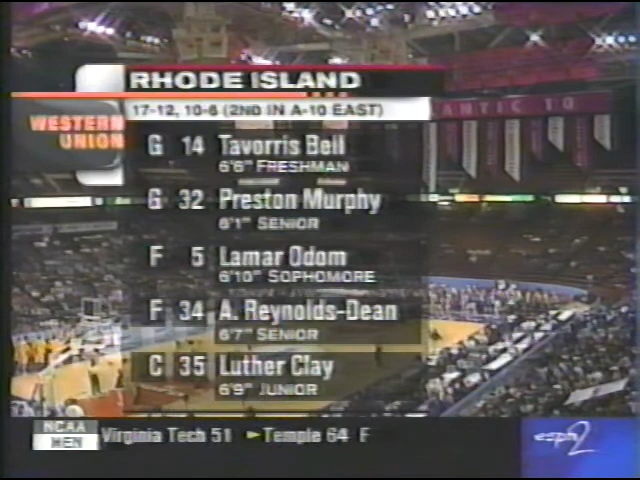 RHODE ISLAND
17-12, 10-6 (2ND IN A-10 EAST)
WESTERN
UNION
G 14 Tavorris Bell
6'6" FRESHMAN
G 32 Preston Murphy
6'1" SENIOR
F 5 Lamar Odom
6'10" SOPHOMORE
F 34 A. Reynolds-Dean
6'7" SENIOR
C 35 Luther Clay
6'9" JUNIOR
ANTIC 10
NCAA
MEN
Virginia Tech 51 ►Temple 64 F
espn2